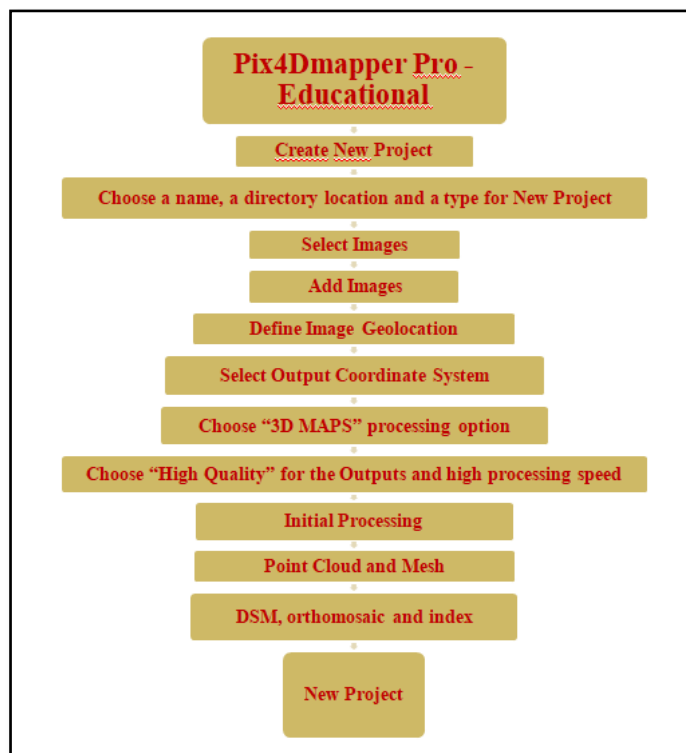 Pix4Dmapper Pro -
Educational
Create New Project
Choose a name, a directory location and a type for New Project
Select Images
Add Images
Define Image Geolocation
Select Output Coordinate System
Choose “3D MAPS” processing option
Choose “High Quality” for the Outputs and high processing speed
Initial Processing
Point Cloud and Mesh
DSM, orthomosaic and index
New Project